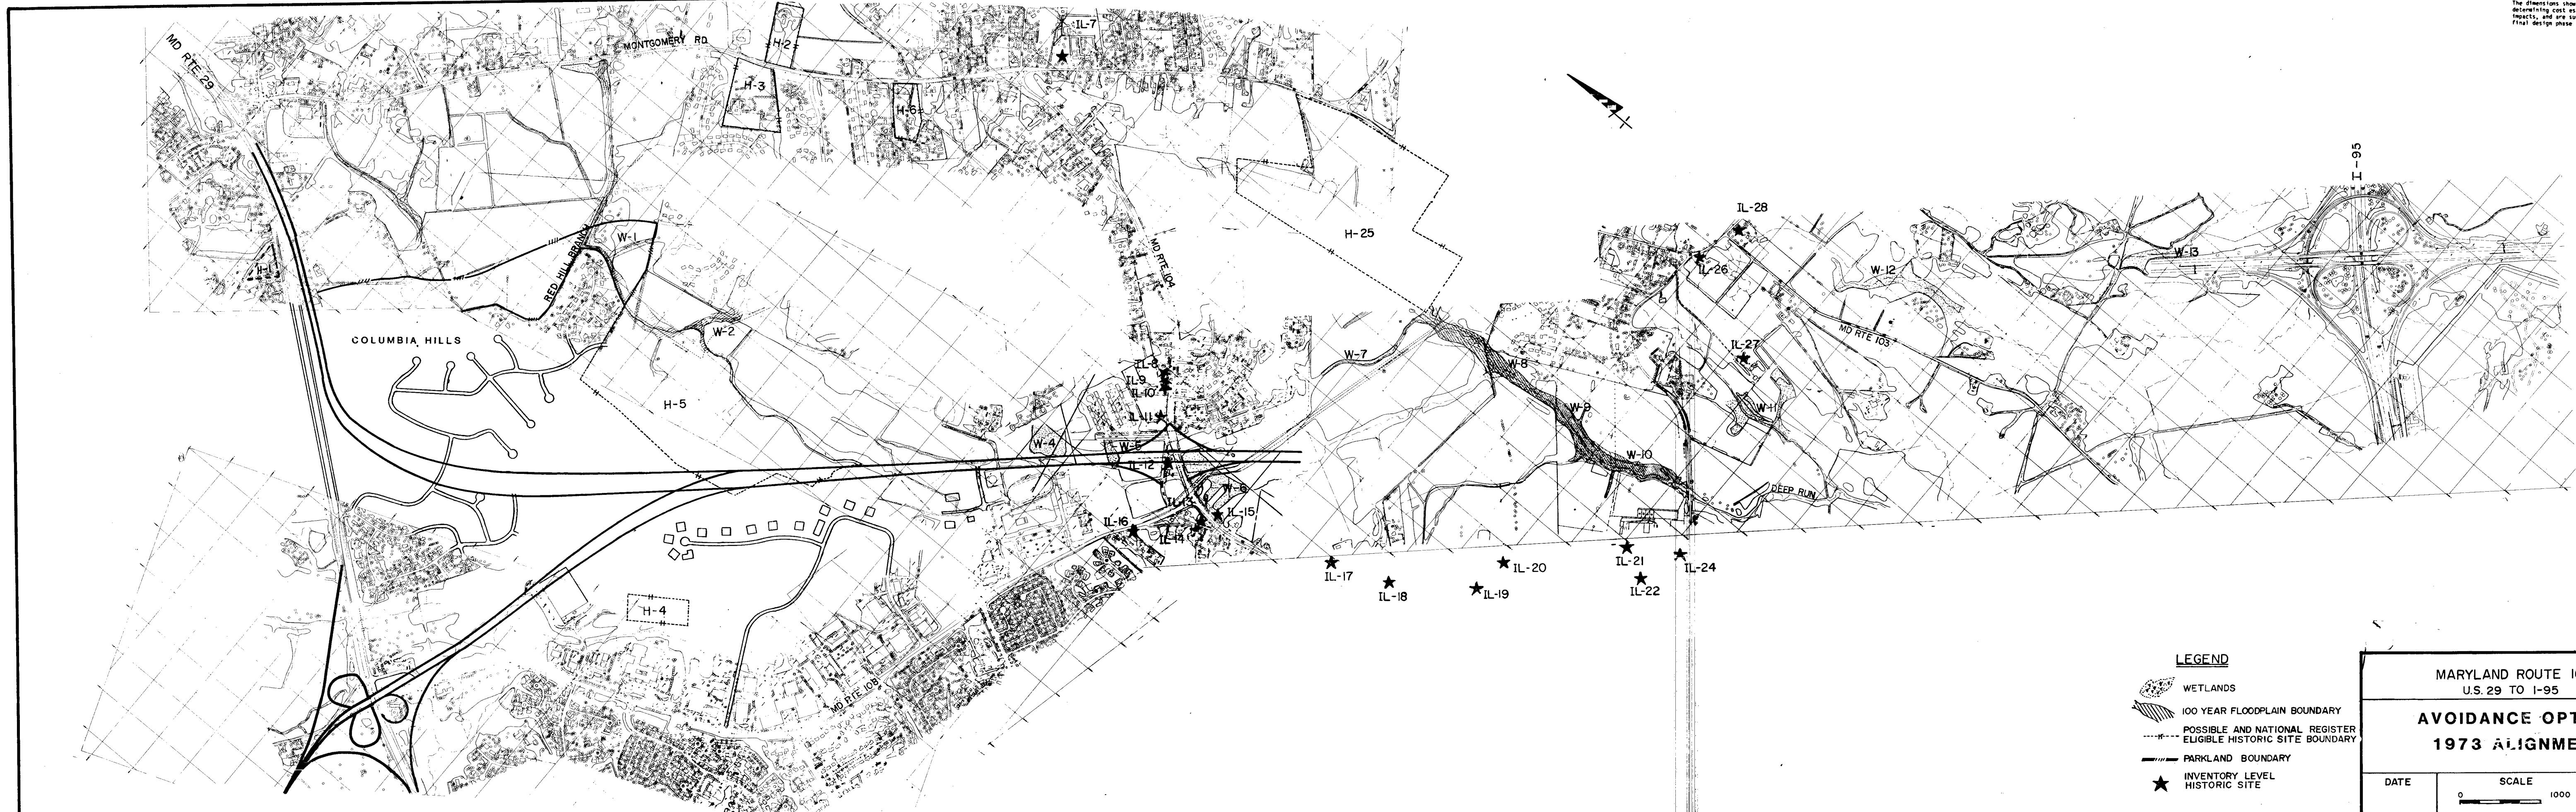 The dimensions show
determining cost es
impacts, and are su
final design phase
MD RTE 29
MONTGOMERY RD
H-2
IL-7
H-3
H-6
I-95
RED HILL BRANCH
W-1
H-1
MD RTE 104
H-25
IL-28
IL-26
W-12
W-13
COLUMBIA HILLS
W-2
H-5
IL-8
IL-9
IL-10
IL-11
W-7
W-8
IL-27
MD RTE 103
W-9
W-11
W-4
W-5
IL-12
W-6
W-10
DEEP RUN
IL-15
IL-16
IL-14
IL-17
IL-18
IL-19
IL-20
IL-21
IL-22
IL-24
H-4
MD RTE 108
LEGEND
WETLANDS
100 YEAR FLOODPLAIN BOUNDARY
POSSIBLE AND NATIONAL REGISTER
ELIGIBLE HISTORIC SITE BOUNDARY
PARKLAND BOUNDARY
INVENTORY LEVEL
HISTORIC SITE
MARYLAND ROUTE 1
U.S. 29 TO I-95
AVOIDANCE OPT
1973 ALIGNME
DATE
SCALE
0 1000